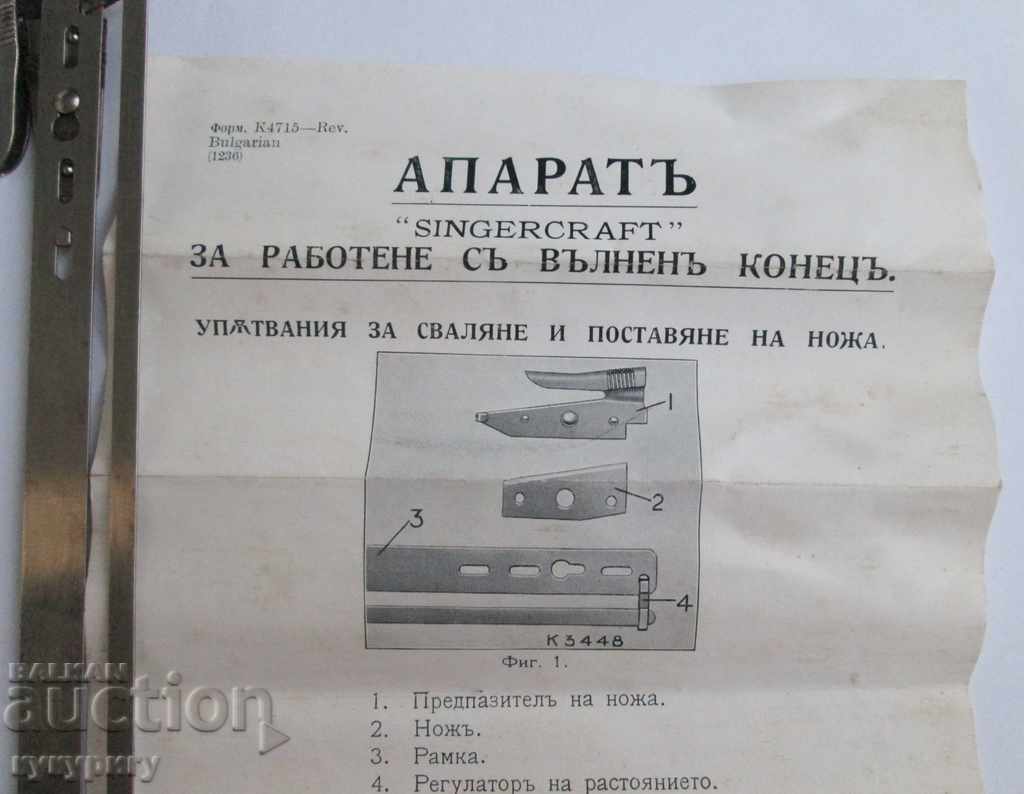 Форм. К4715—Rev.
Bulgarian
(1236)
АПАРАТЪ
"SINGERCRAFT"
ЗА РАБОТЕНЕ СЪ ВЪЛНЕНЪ КОНЕЦЪ.
УПѪТВАНИЯ ЗА СВАЛЯНЕ И ПОСТАВЯНЕ НА НОЖА.
1
2
3
4
K3448
Фиг. 1.
1. Предпазитель на ножа.
2. Ножъ.
3. Рамка.
4. Регулаторъ на растоянието.
BALKAN
auction
кукуригу